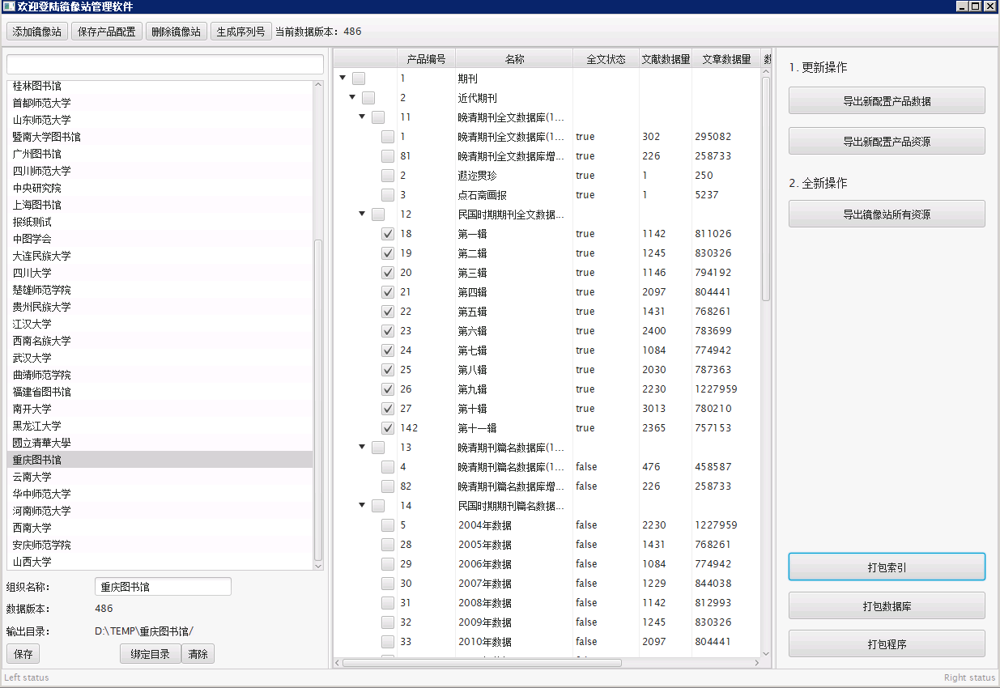 欢迎登陆镜像站管理软件
添加镜像站 保存产品配置 删除镜像站 生成序列号 当前数据版本: 486
桂林图书馆
首都师范大学
山东师范大学
暨南大学图书馆
广州图书馆
四川师范大学
中央研究院
上海图书馆
报纸测试
中图学会
大连民族大学
四川大学
楚雄师范学院
贵州民族大学
江汉大学
西南名族大学
武汉大学
曲靖师范学院
福建省图书馆
南开大学
黑龙江大学
國立清華大學
重庆图书馆
云南大学
华中师范大学
河南师范大学
西南大学
安庆师范学院
山西大学
组织名称: 重庆图书馆
数据版本: 486
输出目录: D:\TEMP\重庆图书馆/
保存 绑定目录 清除
产品编号 名称 全文状态 文献数据量 文章数据量 数
1 期刊
2 近代期刊
11 晚清期刊全文数据库(1...
1 晚清期刊全文数据库(1... true 302 295082
81 晚清期刊全文数据库增... true 226 258733
2 遐迩贯珍 true 1 250
3 点石斋画报 true 1 5237
12 民国时期期刊全文数据...
18 第一辑 true 1142 811026
19 第二辑 true 1245 830326
20 第三辑 true 1146 794192
21 第四辑 true 2097 804441
22 第五辑 true 1431 768261
23 第六辑 true 2400 783699
24 第七辑 true 1084 774942
25 第八辑 true 2030 787363
26 第九辑 true 2230 1227959
27 第十辑 true 3013 780210
142 第十一辑 true 2365 757153
13 晚清期刊篇名数据库(1...
4 晚清期刊篇名数据库(1... false 476 458587
82 晚清期刊篇名数据库增... false 226 258733
14 民国时期期刊篇名数据...
5 2004年数据 false 2230 1227959
28 2005年数据 false 1431 768261
29 2006年数据 false 1084 774942
30 2007年数据 false 1229 844038
31 2008年数据 false 1142 812993
32 2009年数据 false 1245 830326
33 2010年数据 false 2097 804441
1. 更新操作
导出新配置产品数据
导出新配置产品资源
2. 全新操作
导出镜像站所有资源
打包索引
打包数据库
打包程序
Left status Right status